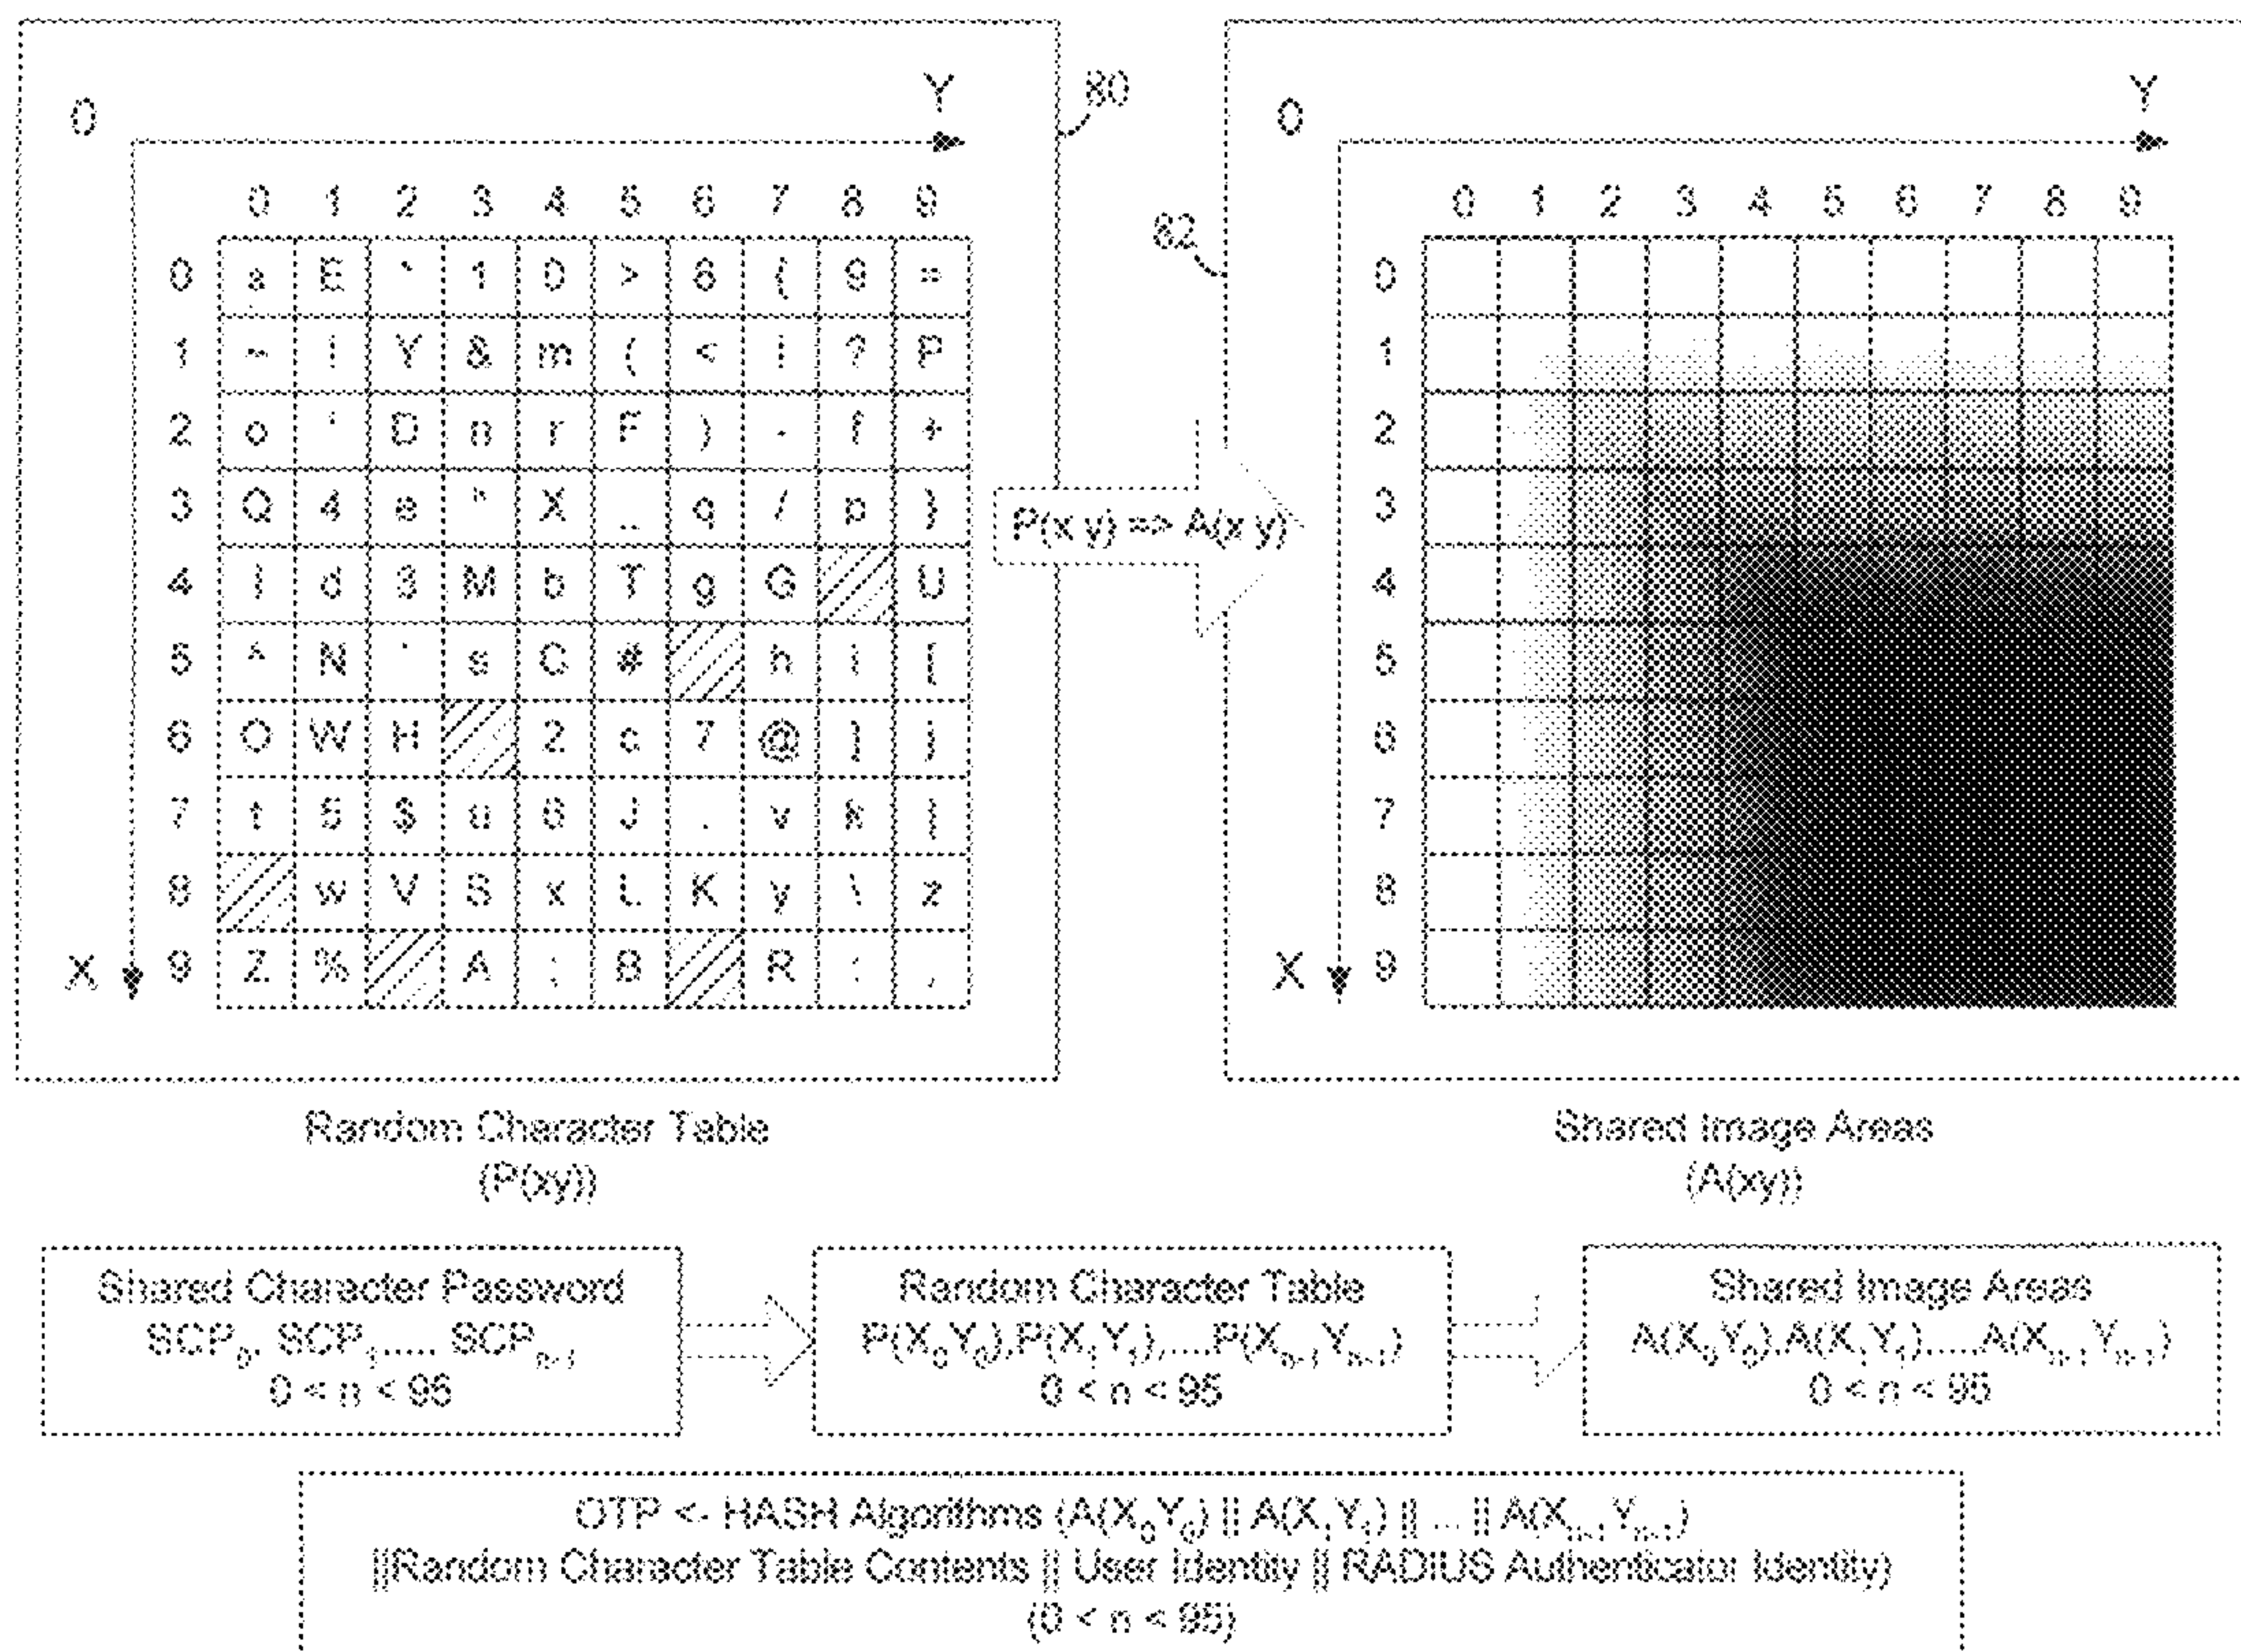 0 Y 80
0 1 2 3 4 5 6 7 8 9
0 a E 1 0 > 6 { 9 =
1 ~ Y & m ( < ? P
2 o D n r F ) - f +
3 Q 4 e " X _ q / p }
4 d 3 M b T g G U
5 ^ N s C # h [
6 O W H 2 c 7 @ ] j
7 t 5 $ u J . v k |
8 w V S x L K y \ z
X 9 Z % A ; B R : ,
Random Character Table
(P(xy))
P(x y) => A(x y)
0 Y
82
0 1 2 3 4 5 6 7 8 9
0
1
2
3
4
5
6
7
8
X 9
Shared Image Areas
(A(xy))
Shared Character Password
SCP0, SCP1,.... SCPn-1
0 < n < 95
Random Character Table
P(X0Y0),P(X1Y1),....P(Xn-1Yn-1)
0 < n < 95
Shared Image Areas
A(X0Y0),A(X1Y1),....A(Xn-1Yn-1)
0 < n < 95
OTP <- HASH Algorithms (A(X0Y0) || A(X1Y1) || ... || A(Xn-1Yn-1)
||Random Character Table Contents || User Identity || RADIUS Authenticator Identity)
(0 < n < 95)